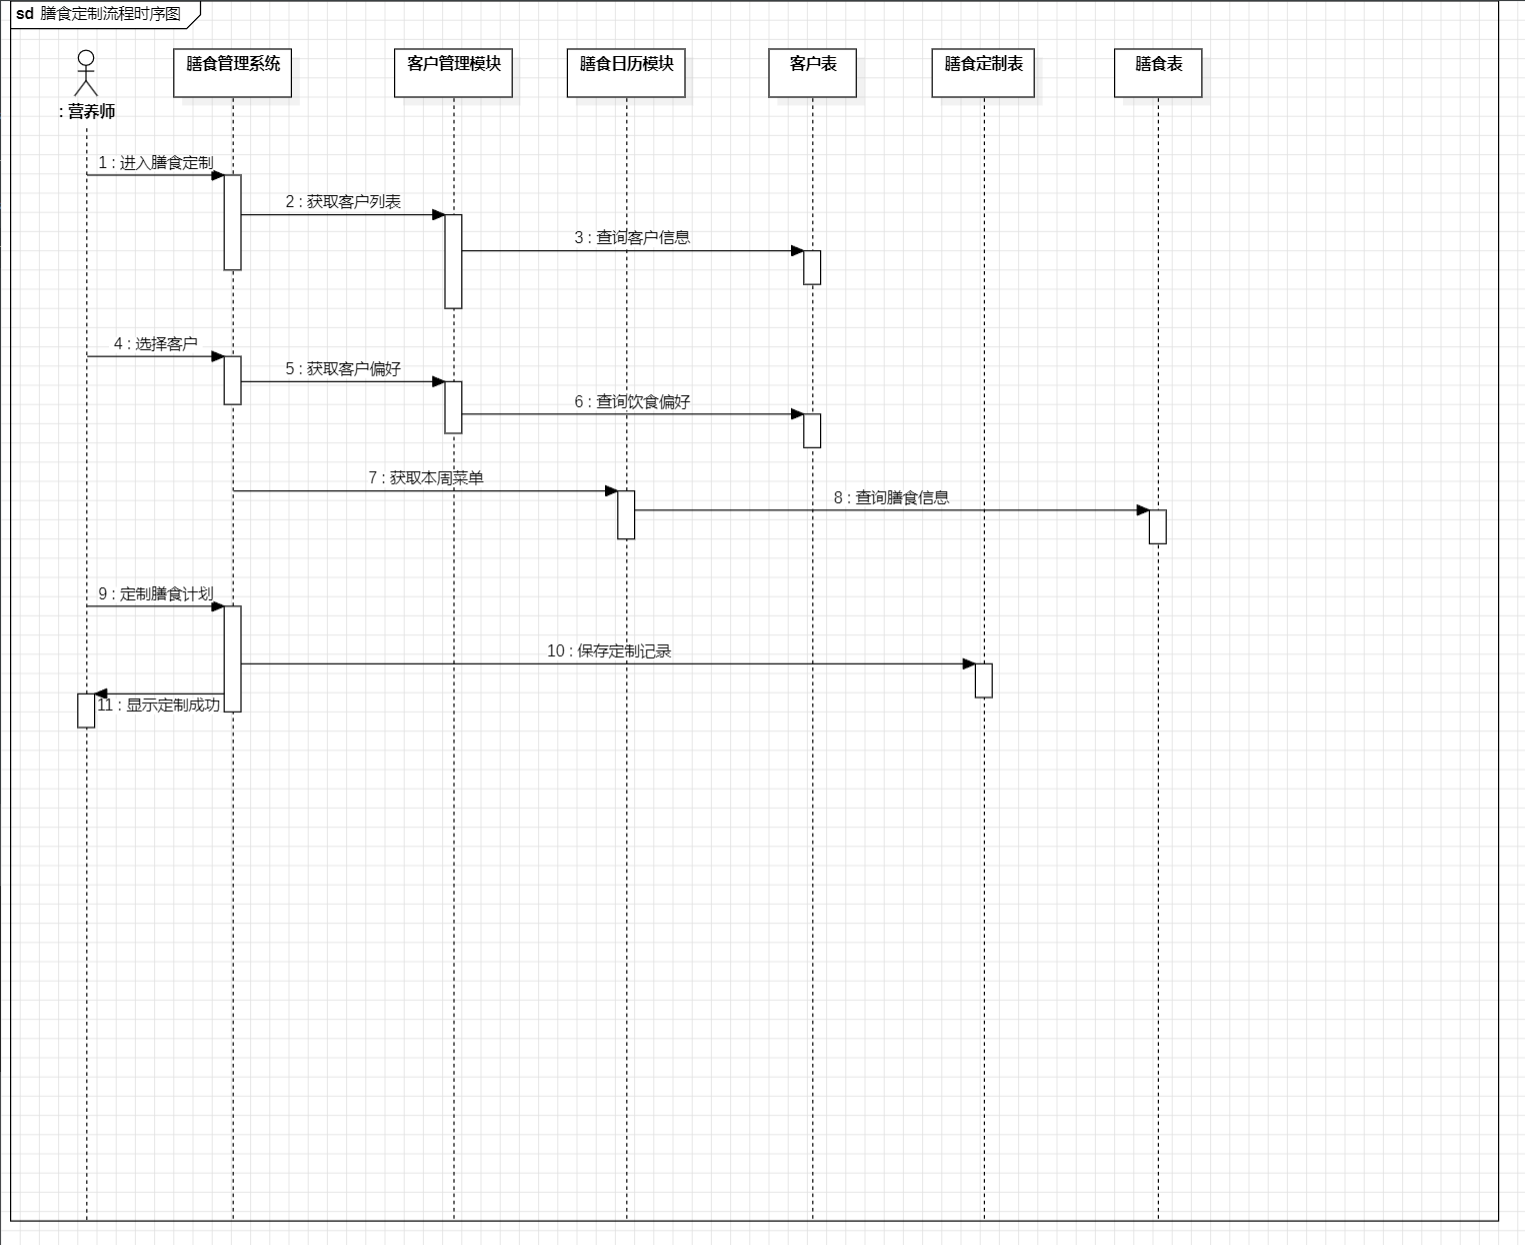 sd 膳食定制流程时序图
膳食管理系统
客户管理模块
膳食日历模块
客户表
膳食定制表
膳食表
: 营养师
1 : 进入膳食定制
2 : 获取客户列表
3 : 查询客户信息
4 : 选择客户
5 : 获取客户偏好
6 : 查询饮食偏好
7 : 获取本周菜单
8 : 查询膳食信息
9 : 定制膳食计划
10 : 保存定制记录
11 : 显示定制成功